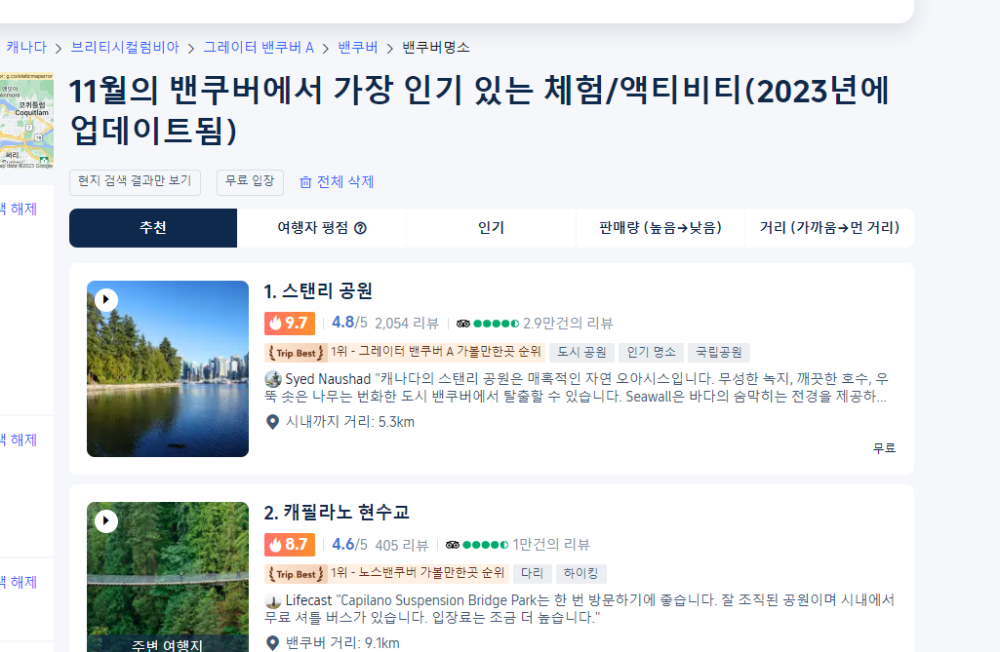 캐나다 > 브리티시컬럼비아 > 그레이터 밴쿠버 A > 밴쿠버 > 밴쿠버명소
코퀴틀람
Coquitlam
써리
11월의 밴쿠버에서 가장 인기 있는 체험/액티비티(2023년에
업데이트됨)
현지 검색 결과만 보기 무료 입장 전체 삭제
해제
추천 여행자 평점 인기 판매량 (높음→낮음) 거리 (가까움→먼 거리)
1. 스탠리 공원
9.7 4.8/5 2,054 리뷰 2.9만건의 리뷰
Trip.Best 1위 - 그레이터 밴쿠버 A 가볼만한곳 순위 도시 공원 인기 명소 국립공원
Syed Naushad "캐나다의 스탠리 공원은 매혹적인 자연 오아시스입니다. 무성한 녹지, 깨끗한 호수, 우
뚝 솟은 나무는 번화한 도시 밴쿠버에서 탈출할 수 있습니다. Seawall은 바다의 숨막히는 전경을 제공하...
시내까지 거리: 5.3km
해제
무료
2. 캐필라노 현수교
8.7 4.6/5 405 리뷰 1만건의 리뷰
Trip.Best 1위 - 노스밴쿠버 가볼만한곳 순위 다리 하이킹
해제
Lifecast "Capilano Suspension Bridge Park는 한 번 방문하기에 좋습니다. 잘 조직된 공원이며 시내에서
무료 셔틀 버스가 있습니다. 입장료는 조금 더 높습니다."
밴쿠버 거리: 9.1km
주변 여행지